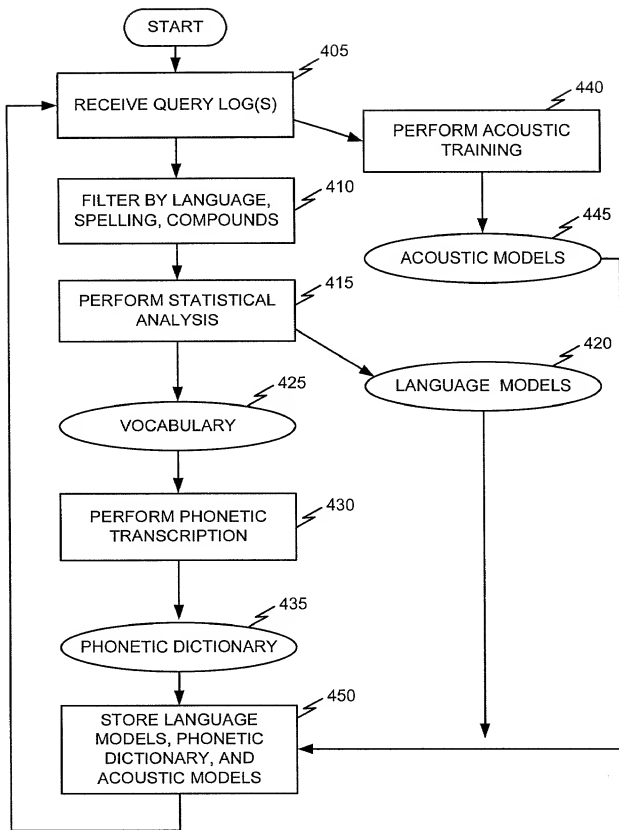 START
405
RECEIVE QUERY LOG(S)
440
PERFORM ACOUSTIC
TRAINING
410
FILTER BY LANGUAGE,
SPELLING, COMPOUNDS
445
ACOUSTIC MODELS
415
PERFORM STATISTICAL
ANALYSIS
420
LANGUAGE MODELS
425
VOCABULARY
430
PERFORM PHONETIC
TRANSCRIPTION
435
PHONETIC DICTIONARY
450
STORE LANGUAGE
MODELS, PHONETIC
DICTIONARY, AND
ACOUSTIC MODELS